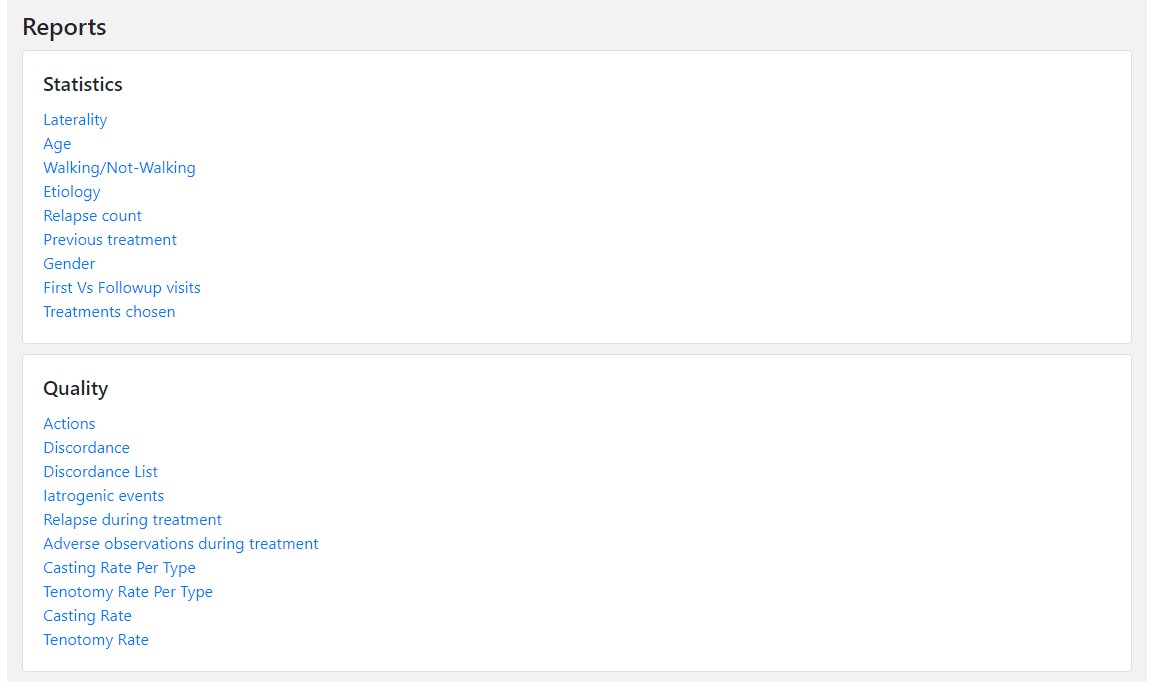 Reports
Statistics
Laterality
Age
Walking/Not-Walking
Etiology
Relapse count
Previous treatment
Gender
First Vs Followup visits
Treatments chosen
Quality
Actions
Discordance
Discordance List
Iatrogenic events
Relapse during treatment
Adverse observations during treatment
Casting Rate Per Type
Tenotomy Rate Per Type
Casting Rate
Tenotomy Rate